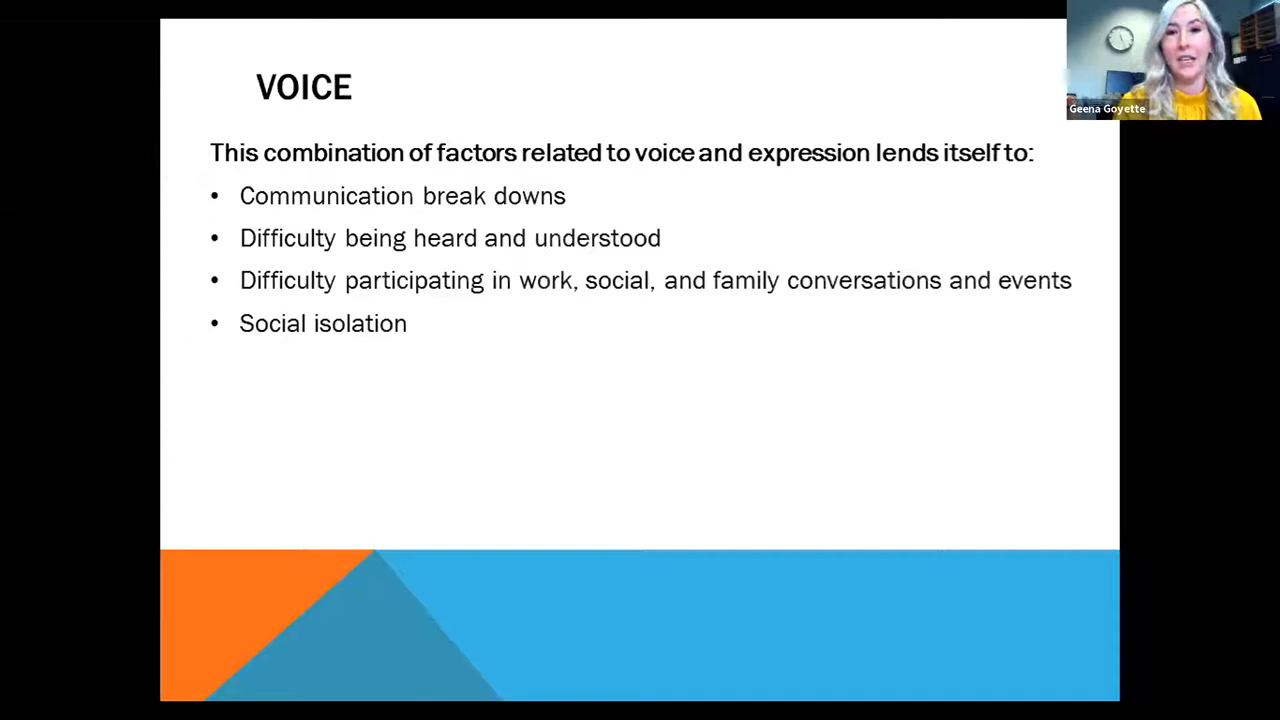 VOICE
Geena Goyette
This combination of factors related to voice and expression lends itself to:
• Communication break downs
• Difficulty being heard and understood
• Difficulty participating in work, social, and family conversations and events
• Social isolation